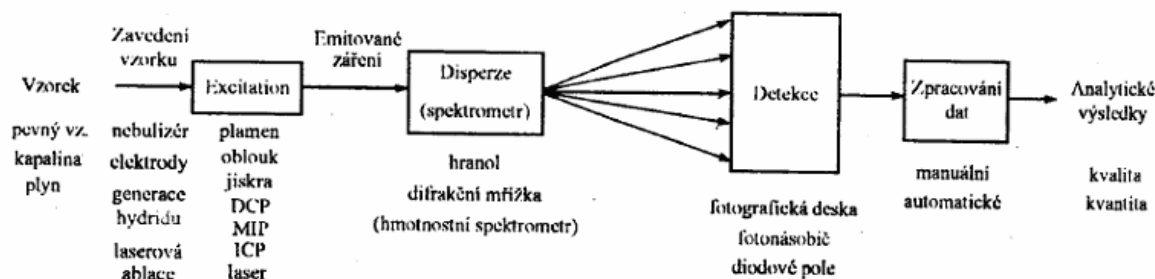 Vzorek
pevný vz.
kapalina
plyn
Zavedení
vzorku
nebulizér
elektrody
generace
hydridu
laserová
ablace
Excitation
plamen
oblouk
jiskra
DCP
MIP
ICP
laser
Emitované
záření
Disperze
(spektrometr)
hranol
difrakční mřížka
(hmotnostní spektrometr)
Detekce
fotografická deska
fotonásobič
diodové pole
Zpracování
dat
manuální
automatické
Analytické
výsledky
kvalita
kvantita